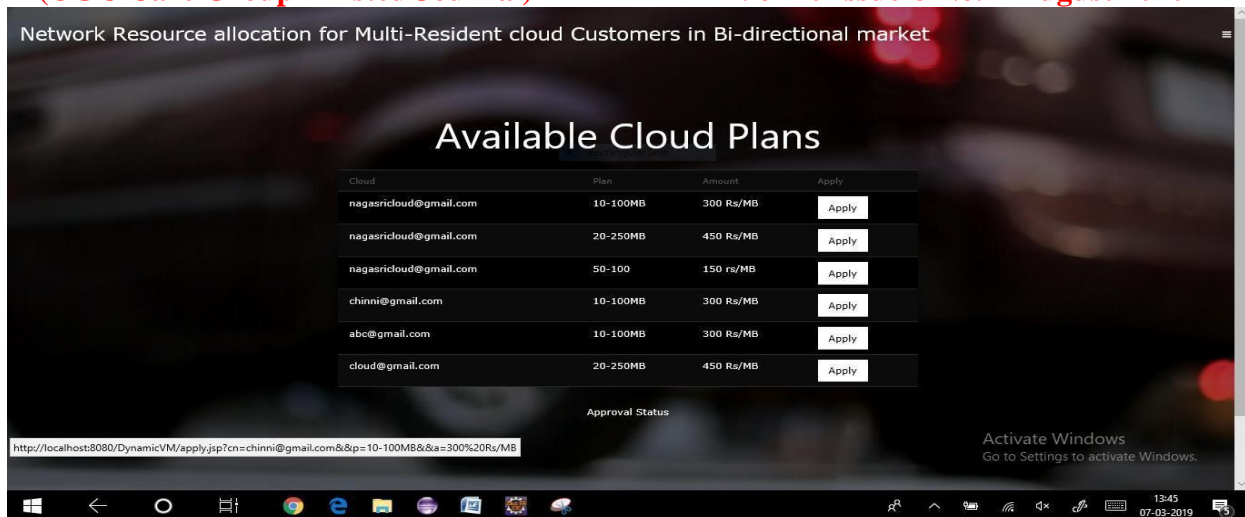 Network Resource allocation for Multi-Resident cloud Customers in Bi-directional market
Available Cloud Plans
Cloud Plan Amount Apply
nagasricloud@gmail.com 10-100MB 300 Rs/MB Apply
nagasricloud@gmail.com 20-250MB 450 Rs/MB Apply
nagasricloud@gmail.com 50-100 150 rs/MB Apply
chinni@gmail.com 10-100MB 300 Rs/MB Apply
abc@gmail.com 10-100MB 300 Rs/MB Apply
cloud@gmail.com 20-250MB 450 Rs/MB Apply
Approval Status
http://localhost:8080/DynamicVM/apply.jsp?cn=chinni@gmail.com&&p=10-100MB&&a=300%20Rs/MB
Activate Windows
Go to Settings to activate Windows.
13:45
07-03-2019
5